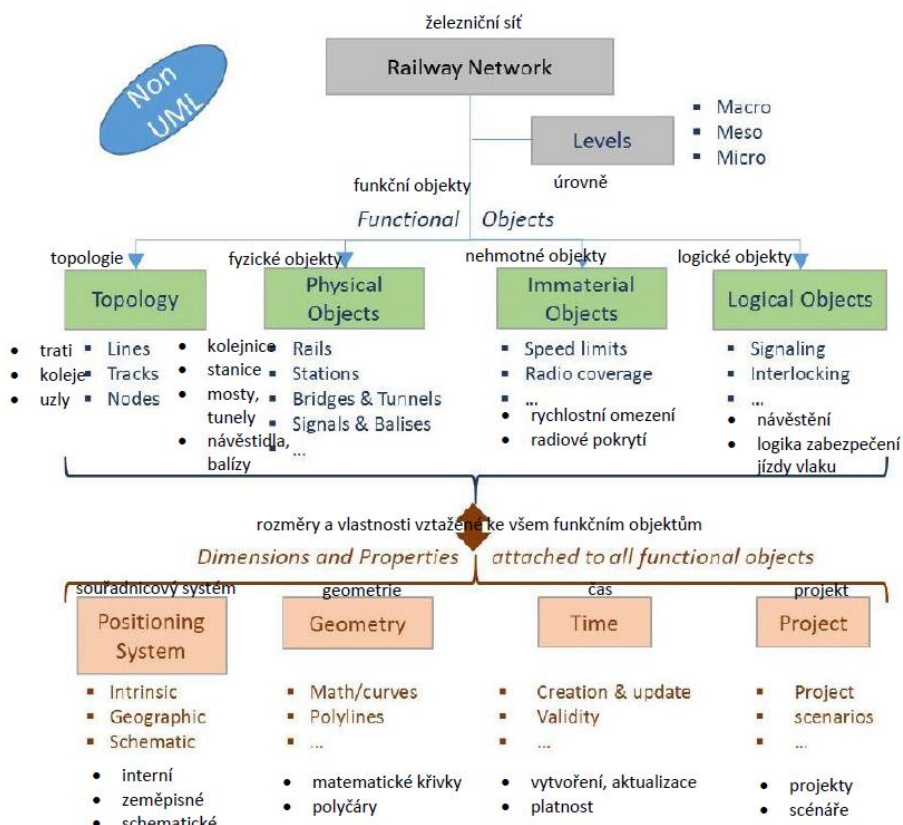 železniční síť
Non
UML
Railway Network
Levels
▪ Macro
▪ Meso
▪ Micro
funkční objekty
úrovně
Functional Objects
topologie
fyzické objekty
nehmotné objekty
logické objekty
Topology
Physical
Objects
Immaterial
Objects
Logical Objects
• trati
• koleje
• uzly
▪ Lines
▪ Tracks
▪ Nodes
• kolejnice
• stanice
• mosty,
tunely
• návěstidla,
balízy
▪ Rails
▪ Stations
▪ Bridges & Tunnels
▪ Signals & Balises
▪ ...
▪ Speed limits
▪ Radio coverage
▪ ...
• rychlostní omezení
• radiové pokrytí
▪ Signaling
▪ Interlocking
▪ ...
• návěstění
• logika zabezpečení
jízdy vlaku
rozměry a vlastnosti vztažené ke všem funkčním objektům
Dimensions and Properties attached to all functional objects
souřadnicový systém
geometrie
čas
projekt
Positioning
System
Geometry
Time
Project
▪ Intrinsic
▪ Geographic
▪ Schematic
• interní
• zeměpisné
• schematické
▪ Math/curves
▪ Polylines
▪ ...
• matematické křivky
• polyčáry
▪ Creation & update
▪ Validity
▪ ...
• vytvoření, aktualizace
• platnost
▪ Project
▪ scenarios
▪ ...
• projekty
• scénáře